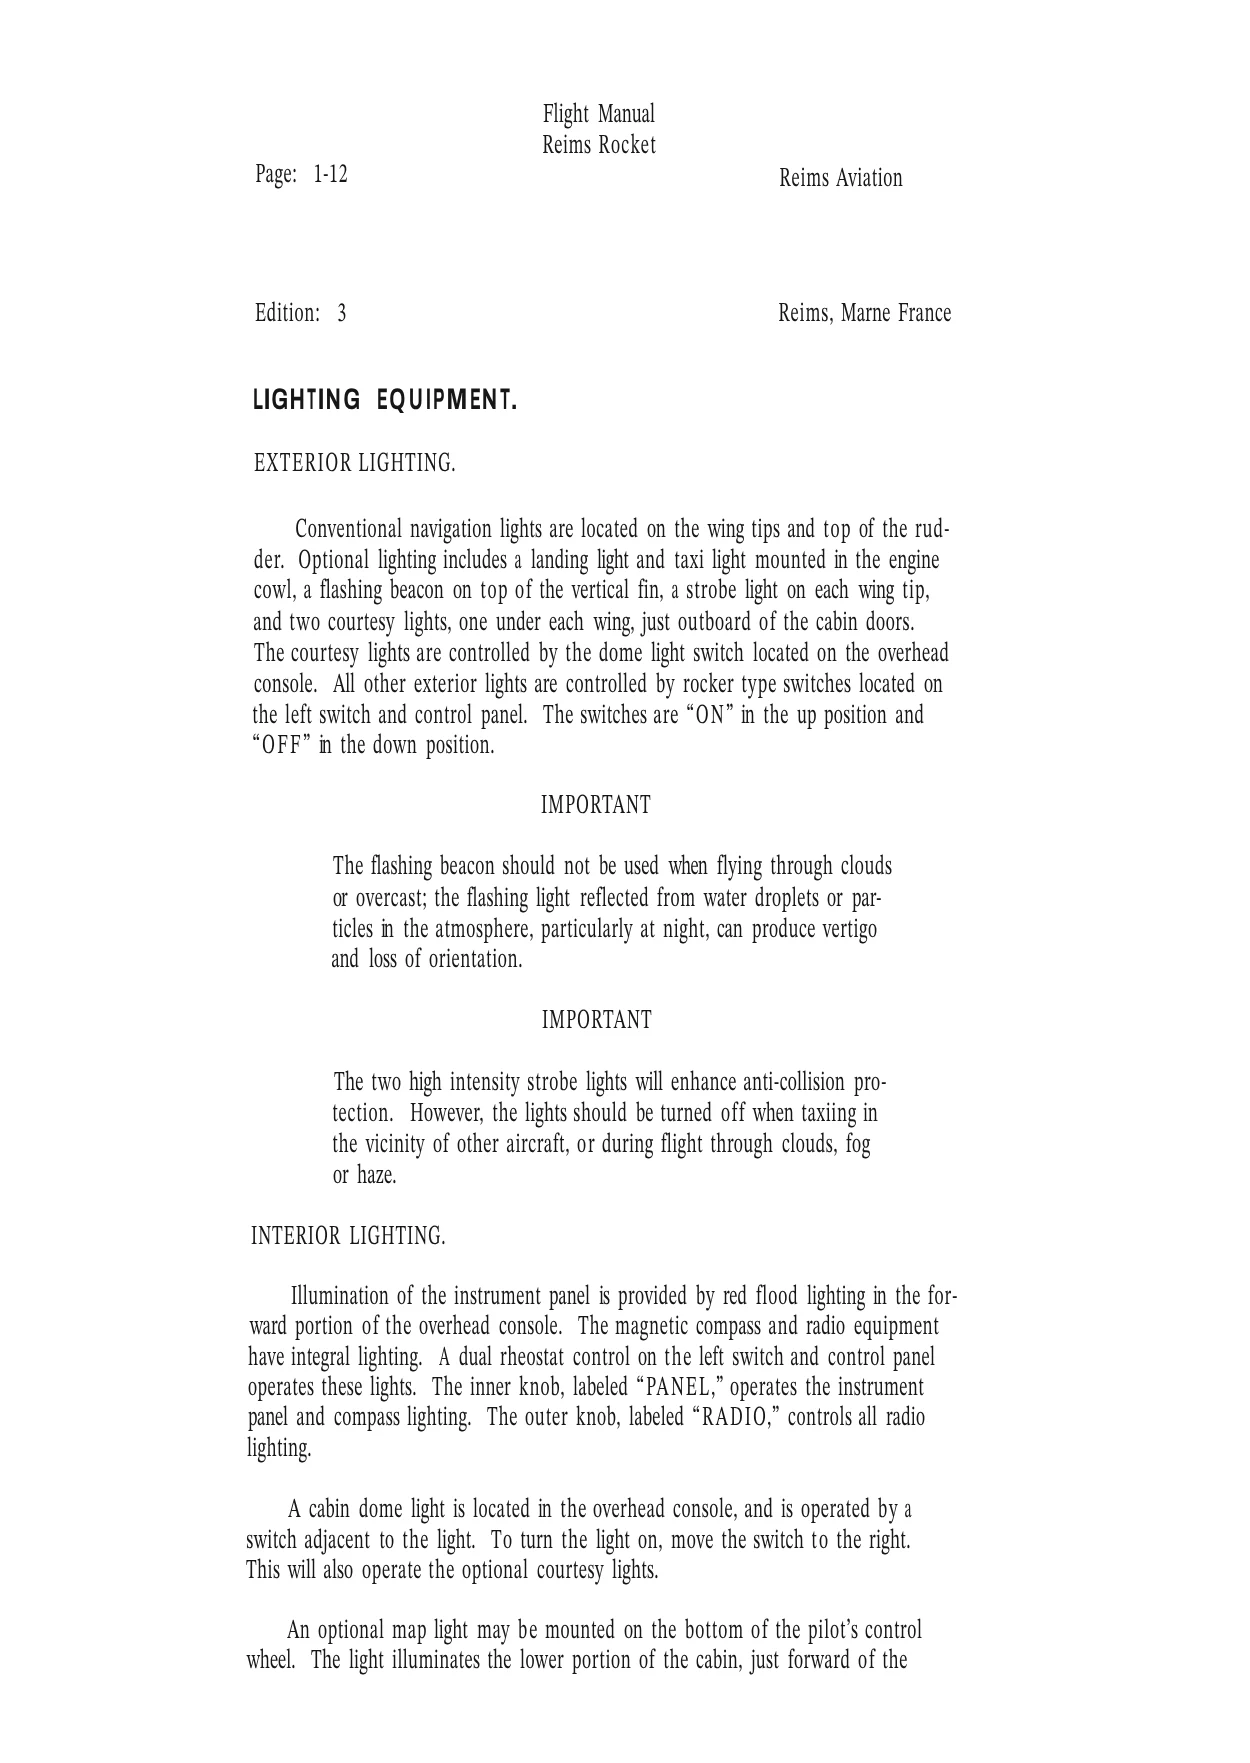 Flight Manual
Reims Rocket
Page: 1-12
Reims Aviation
Edition: 3
Reims, Marne France
LIGHTING EQUIPMENT.
EXTERIOR LIGHTING.
Conventional navigation lights are located on the wing tips and top of the rud-
der. Optional lighting includes a landing light and taxi light mounted in the engine
cowl, a flashing beacon on top of the vertical fin, a strobe light on each wing tip,
and two courtesy lights, one under each wing, just outboard of the cabin doors.
The courtesy lights are controlled by the dome light switch located on the overhead
console. All other exterior lights are controlled by rocker type switches located on
the left switch and control panel. The switches are “ON” in the up position and
“OFF” in the down position.
IMPORTANT
The flashing beacon should not be used when flying through clouds
or overcast; the flashing light reflected from water droplets or par-
ticles in the atmosphere, particularly at night, can produce vertigo
and loss of orientation.
IMPORTANT
The two high intensity strobe lights will enhance anti-collision pro-
tection. However, the lights should be turned off when taxiing in
the vicinity of other aircraft, or during flight through clouds, fog
or haze.
INTERIOR LIGHTING.
Illumination of the instrument panel is provided by red flood lighting in the for-
ward portion of the overhead console. The magnetic compass and radio equipment
have integral lighting. A dual rheostat control on the left switch and control panel
operates these lights. The inner knob, labeled “PANEL,” operates the instrument
panel and compass lighting. The outer knob, labeled “RADIO,” controls all radio
lighting.
A cabin dome light is located in the overhead console, and is operated by a
switch adjacent to the light. To turn the light on, move the switch to the right.
This will also operate the optional courtesy lights.
An optional map light may be mounted on the bottom of the pilot’s control
wheel. The light illuminates the lower portion of the cabin, just forward of the